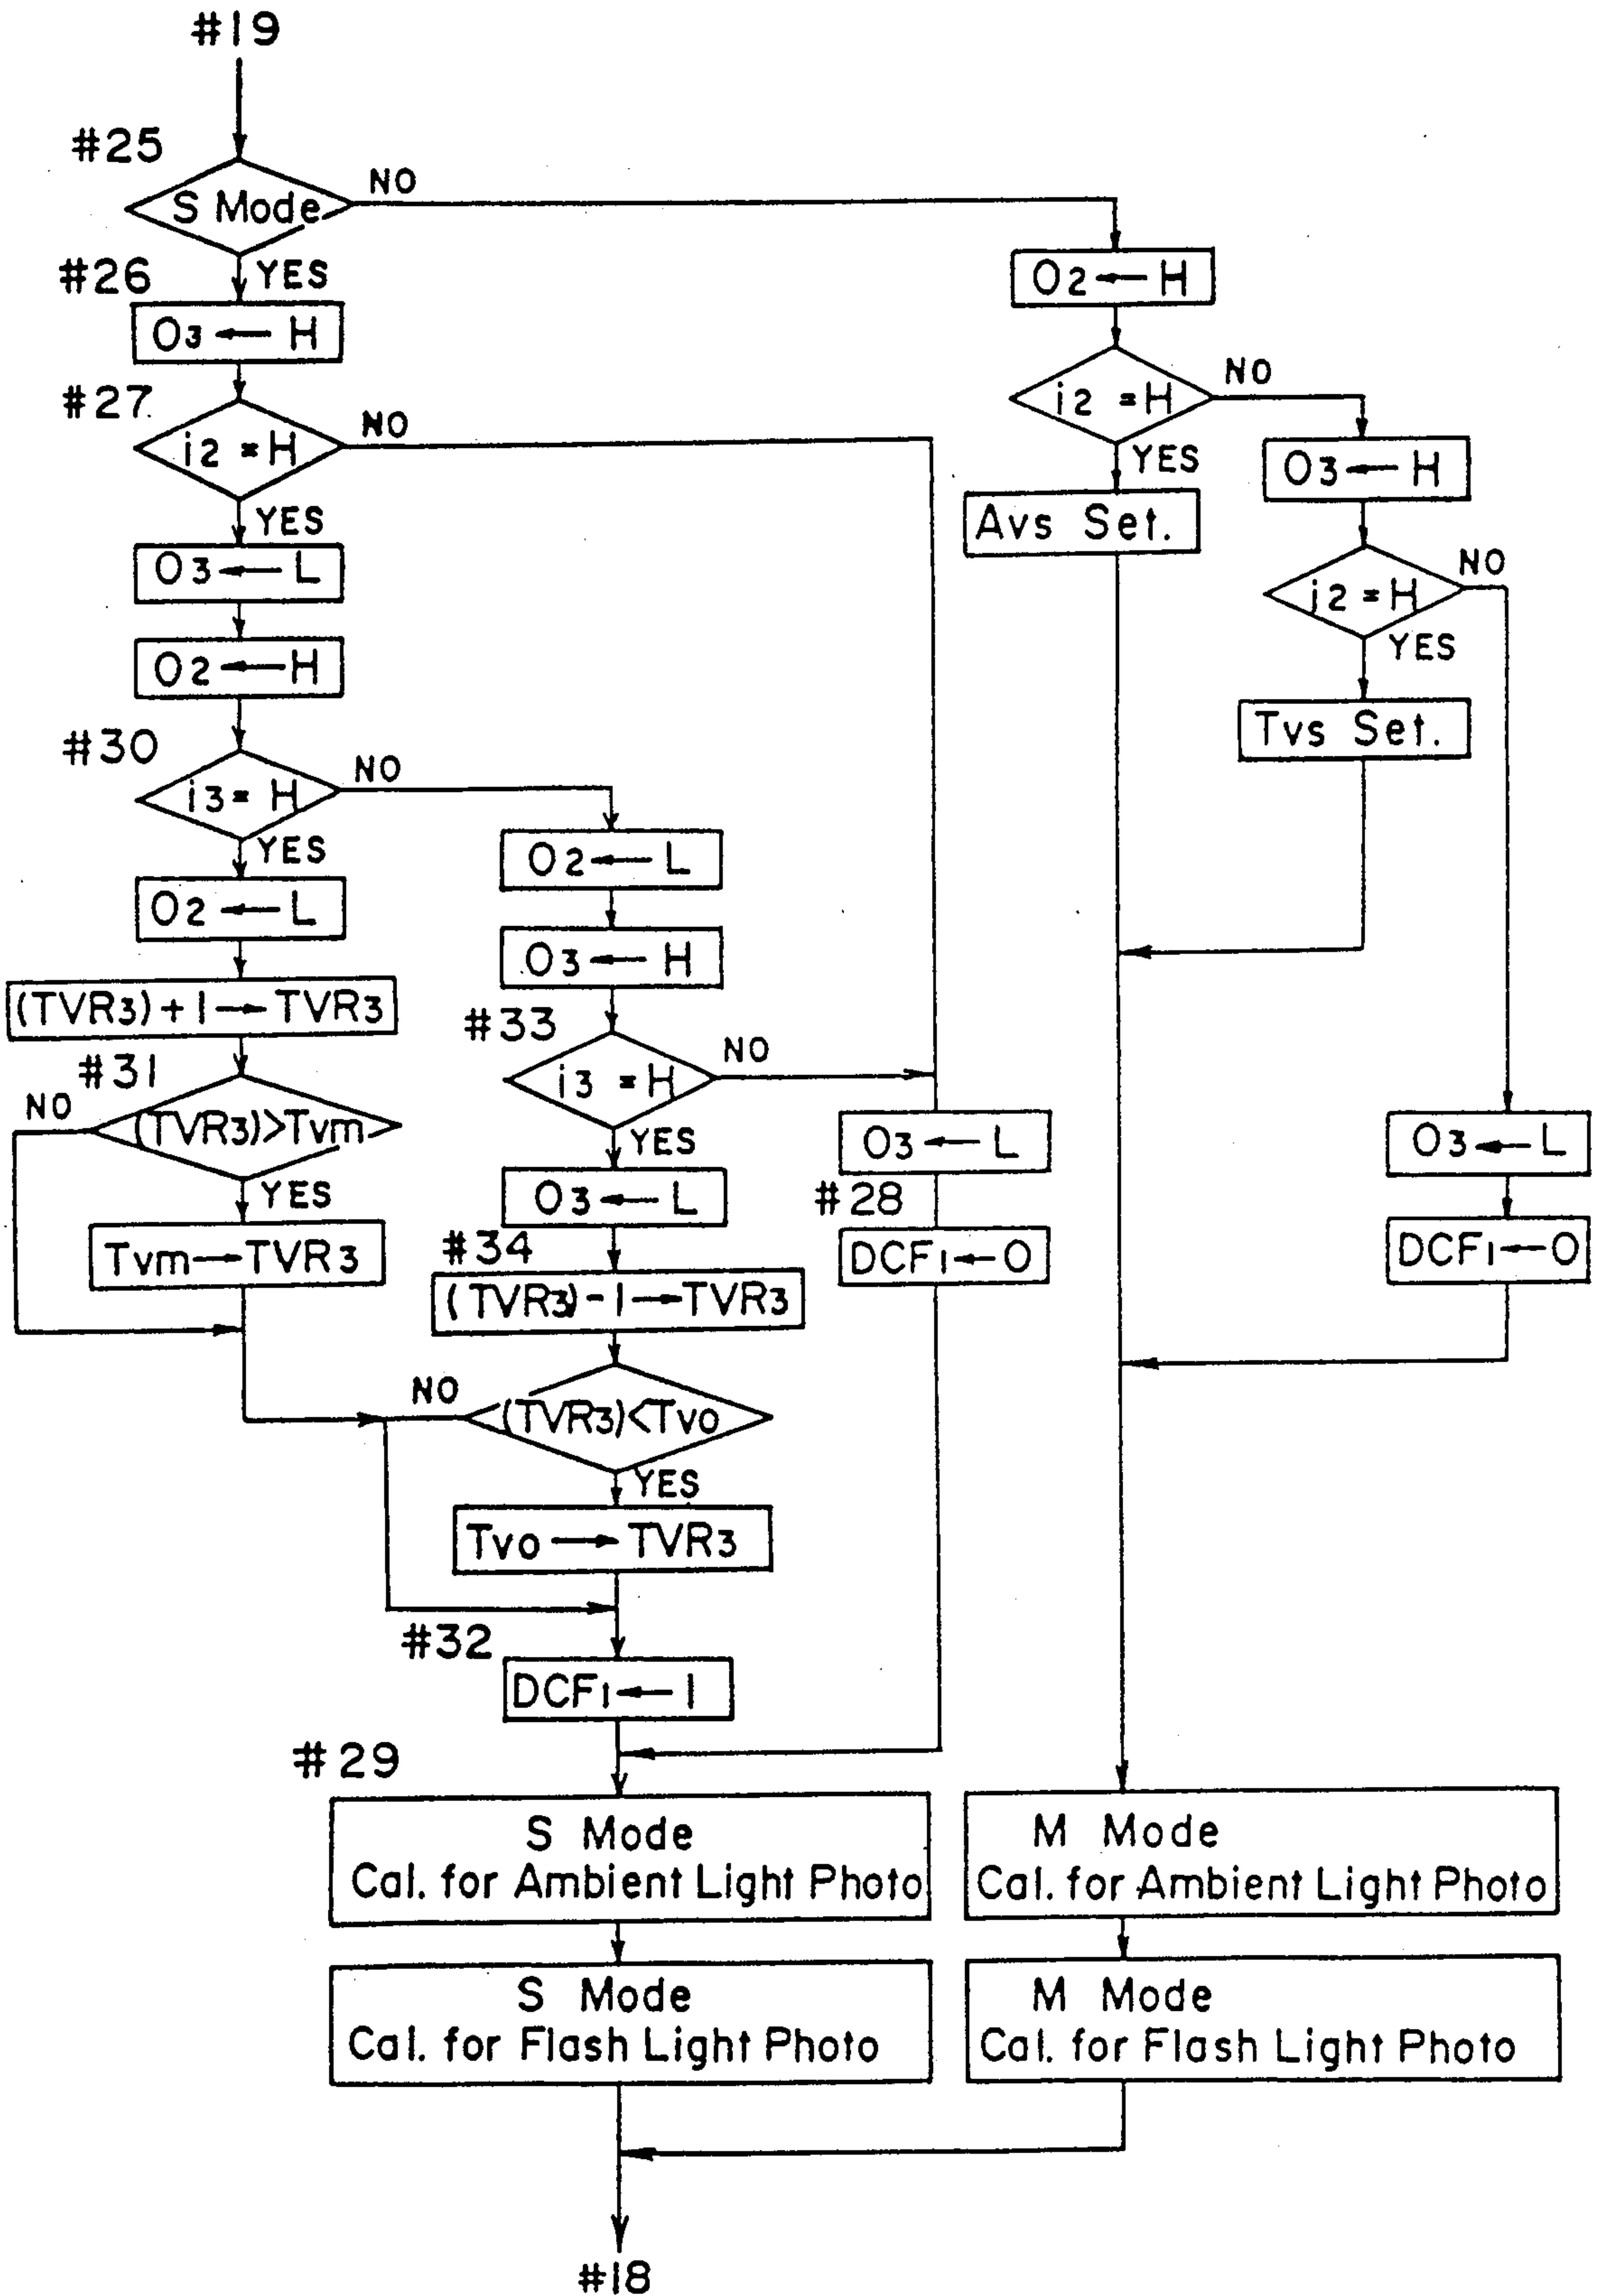 #19
#25
S Mode
NO
YES
#26
O3 ← H
#27
i2 = H
NO
YES
O3 ← L
O2 ← H
#30
i3 = H
NO
YES
O2 ← L
(TVR3) + 1 → TVR3
#31
(TVR3)>Tvm
NO
YES
Tvm → TVR3
O2 ← L
O3 ← H
#33
i3 = H
NO
YES
O3 ← L
#34
(TVR3) - 1 → TVR3
(TVR3)<Tvo
NO
YES
Tvo → TVR3
#32
DCF1 ← 1
O3 ← L
#28
DCF1 ← 0
#29
S Mode
Cal. for Ambient Light Photo
S Mode
Cal. for Flash Light Photo
O2 ← H
i2 = H
NO
YES
Avs Set.
O3 ← H
i2 = H
NO
YES
Tvs Set.
O3 ← L
DCF1 ← 0
M Mode
Cal. for Ambient Light Photo
M Mode
Cal. for Flash Light Photo
#18